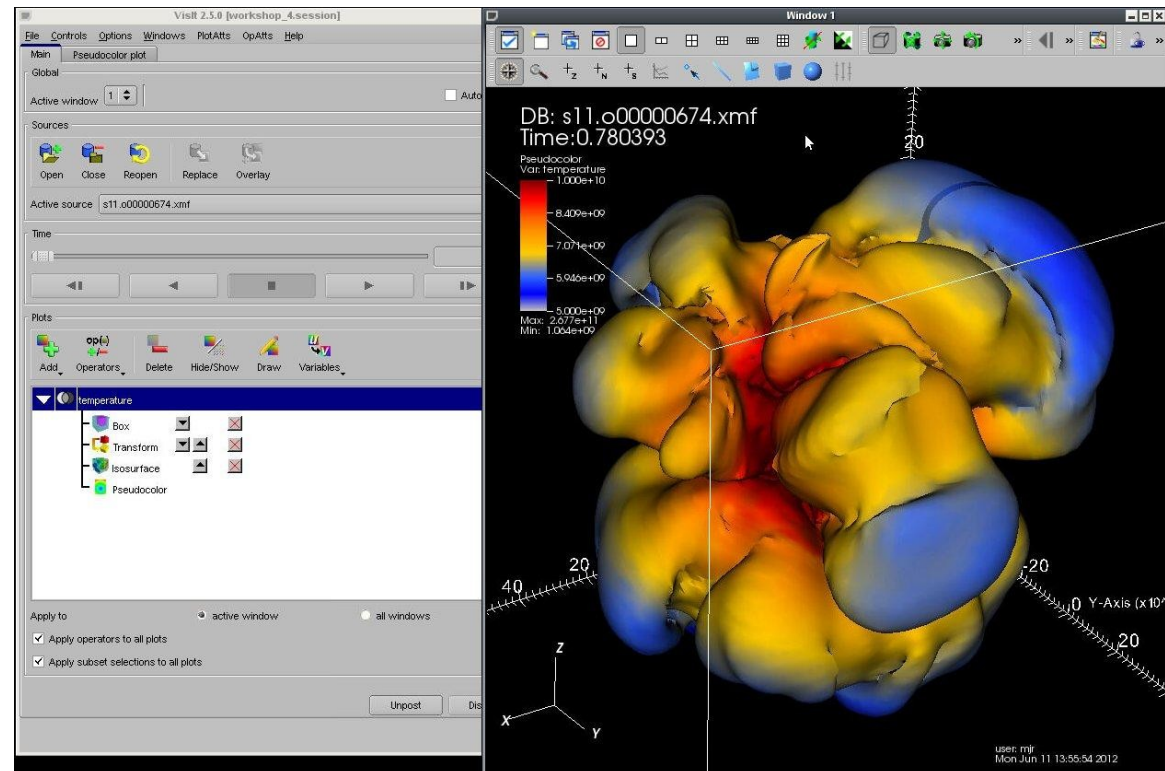 VisIt 2.5.0 [workshop_4.session]
File Controls Options Windows PlotAtts OpAtts Help
Main Pseudocolor plot
Global
Active window 1 Auto
Sources
Open Close Reopen Replace Overlay
Active source s11.o00000674.xmf
Time
Plots
op(-)
Add Operators Delete Hide/Show Draw Variables
temperature
Box
Transform
Isosurface
Pseudocolor
Apply to active window all windows
Apply operators to all plots
Apply subset selections to all plots
Unpost Dis
Window 1
» »
+z +N +s
DB: s11.o00000674.xmf
Time:0.780393
Pseudocolor
Var: temperature
1.000e+10
8.409e+09
7.071e+09
5.946e+09
5.000e+09
Max: 2.677e+11
Min: 1.064e+09
20
40 20
-20
0 Y-Axis (x10^
20
Z
X
Y
user: mjr
Mon Jun 11 13:55:54 2012